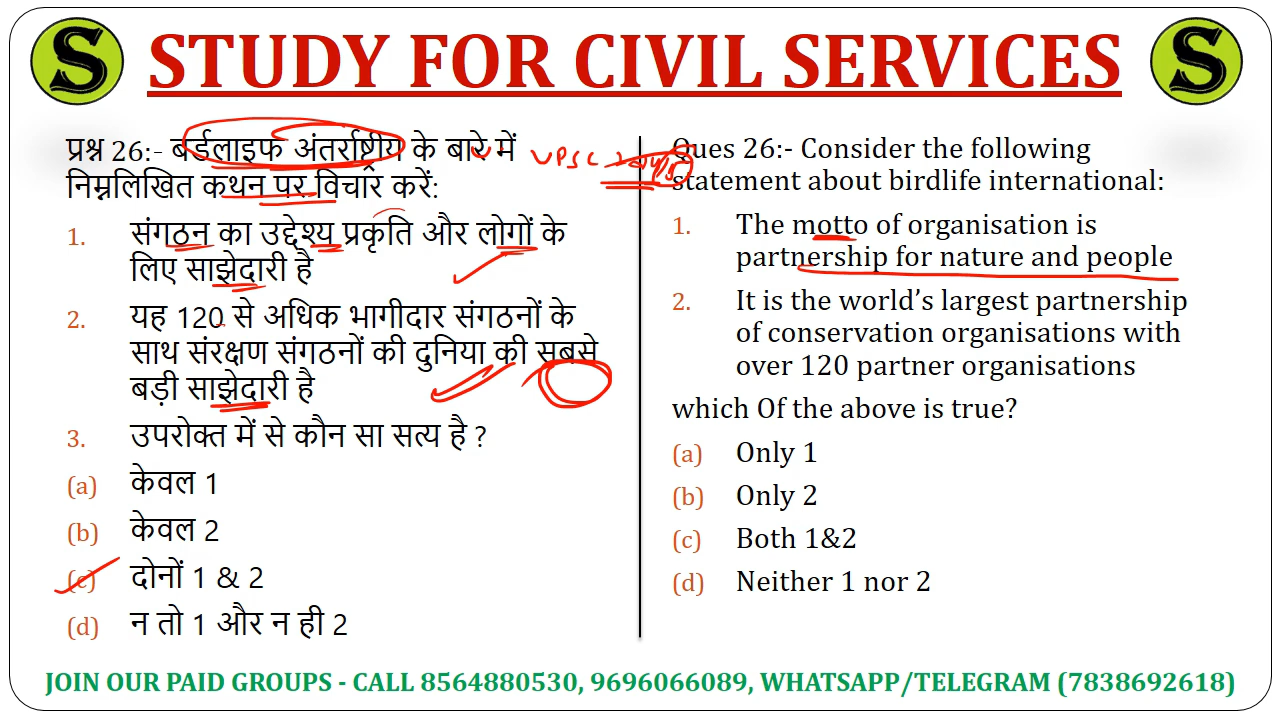 S STUDY FOR CIVIL SERVICES S
प्रश्न 26:- बर्डलाइफ अंतर्राष्ट्रीय के बारे में
निम्नलिखित कथन पर विचार करें:
1. संगठन का उद्देश्य प्रकृति और लोगों के
लिए साझेदारी है
2. यह 120 से अधिक भागीदार संगठनों के
साथ संरक्षण संगठनों की दुनिया की सबसे
बड़ी साझेदारी है
3. उपरोक्त में से कौन सा सत्य है ?
(a) केवल 1
(b) केवल 2
(c) दोनों 1 & 2
(d) न तो 1 और न ही 2
UPSC
Ques 26:- Consider the following
statement about birdlife international:
1. The motto of organisation is
partnership for nature and people
2. It is the world’s largest partnership
of conservation organisations with
over 120 partner organisations
which Of the above is true?
(a) Only 1
(b) Only 2
(c) Both 1&2
(d) Neither 1 nor 2
JOIN OUR PAID GROUPS - CALL 8564880530, 9696066089, WHATSAPP/TELEGRAM (7838692618)